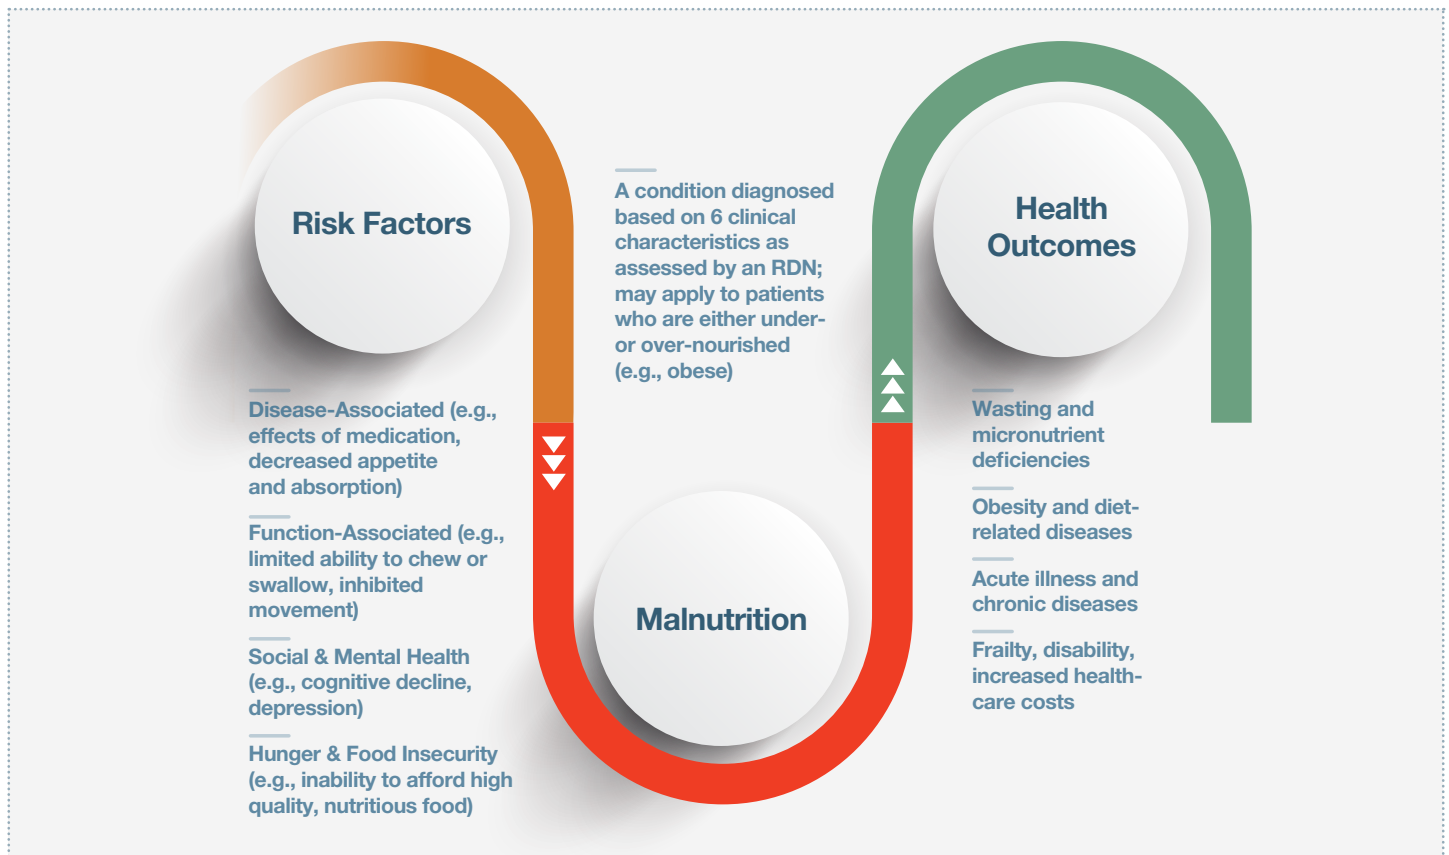 Risk Factors
Disease-Associated (e.g.,
effects of medication,
decreased appetite
and absorption)
Function-Associated (e.g.,
limited ability to chew or
swallow, inhibited
movement)
Social & Mental Health
(e.g., cognitive decline,
depression)
Hunger & Food Insecurity
(e.g., inability to afford high
quality, nutritious food)
A condition diagnosed
based on 6 clinical
characteristics as
assessed by an RDN;
may apply to patients
who are either under-
or over-nourished
(e.g., obese)
Malnutrition
Health
Outcomes
Wasting and
micronutrient
deficiencies
Obesity and diet-
related diseases
Acute illness and
chronic diseases
Frailty, disability,
increased health-
care costs